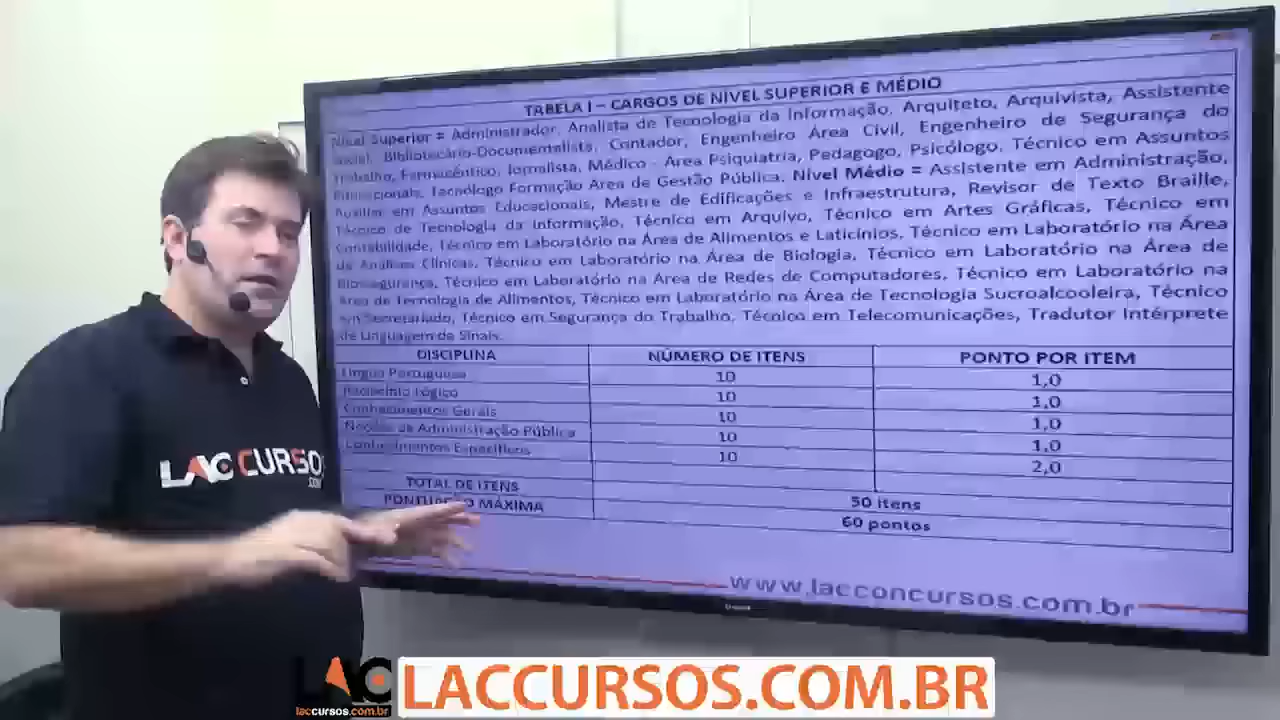 TABELA I – CARGOS DE NÍVEL SUPERIOR E MÉDIO
Nível Superior = Administrador, Analista de Tecnologia da Informação, Arquiteto, Arquivista, Assistente
Social, Bibliotecário-Documentalista, Contador, Engenheiro Área Civil, Engenheiro de Segurança do
Trabalho, Farmacêutico, Jornalista, Médico - Área Psiquiatria, Pedagogo, Psicólogo, Técnico em Assuntos
Educacionais, Tecnólogo Formação Área de Gestão Pública. Nível Médio = Assistente em Administração,
Auxiliar em Assuntos Educacionais, Mestre de Edificações e Infraestrutura, Revisor de Texto Braille,
Técnico de Tecnologia da Informação, Técnico em Arquivo, Técnico em Artes Gráficas, Técnico em
Contabilidade, Técnico em Laboratório na Área de Alimentos e Laticínios, Técnico em Laboratório na Área
de Análises Clínicas, Técnico em Laboratório na Área de Biologia, Técnico em Laboratório na Área de
Biossegurança, Técnico em Laboratório na Área de Redes de Computadores, Técnico em Laboratório na
Área de Tecnologia de Alimentos, Técnico em Laboratório na Área de Tecnologia Sucroalcooleira, Técnico
em Secretariado, Técnico em Segurança do Trabalho, Técnico em Telecomunicações, Tradutor Intérprete
de Linguagem de Sinais.
DISCIPLINA NÚMERO DE ITENS PONTO POR ITEM
Língua Portuguesa 10 1,0
Raciocínio Lógico 10 1,0
Conhecimentos Gerais 10 1,0
Noções de Administração Pública 10 1,0
Conhecimentos Específicos 10 2,0
TOTAL DE ITENS 50 itens
PONTUAÇÃO MÁXIMA 60 pontos
www.lacconcursos.com.br
LAC CURSOS
.COM
LAC
laccursos.com.br
LACCURSOS.COM.BR